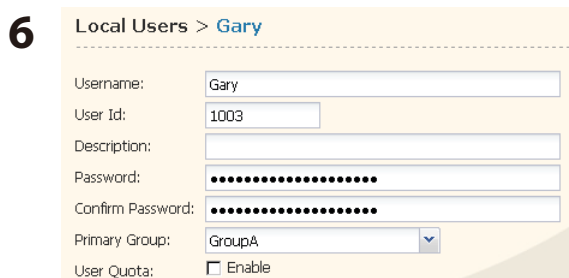 6
Local Users > Gary
Username: Gary
User Id: 1003
Description:
Password: ••••••••••••••••••••
Confirm Password: ••••••••••••••••••••
Primary Group: GroupA
User Quota: Enable